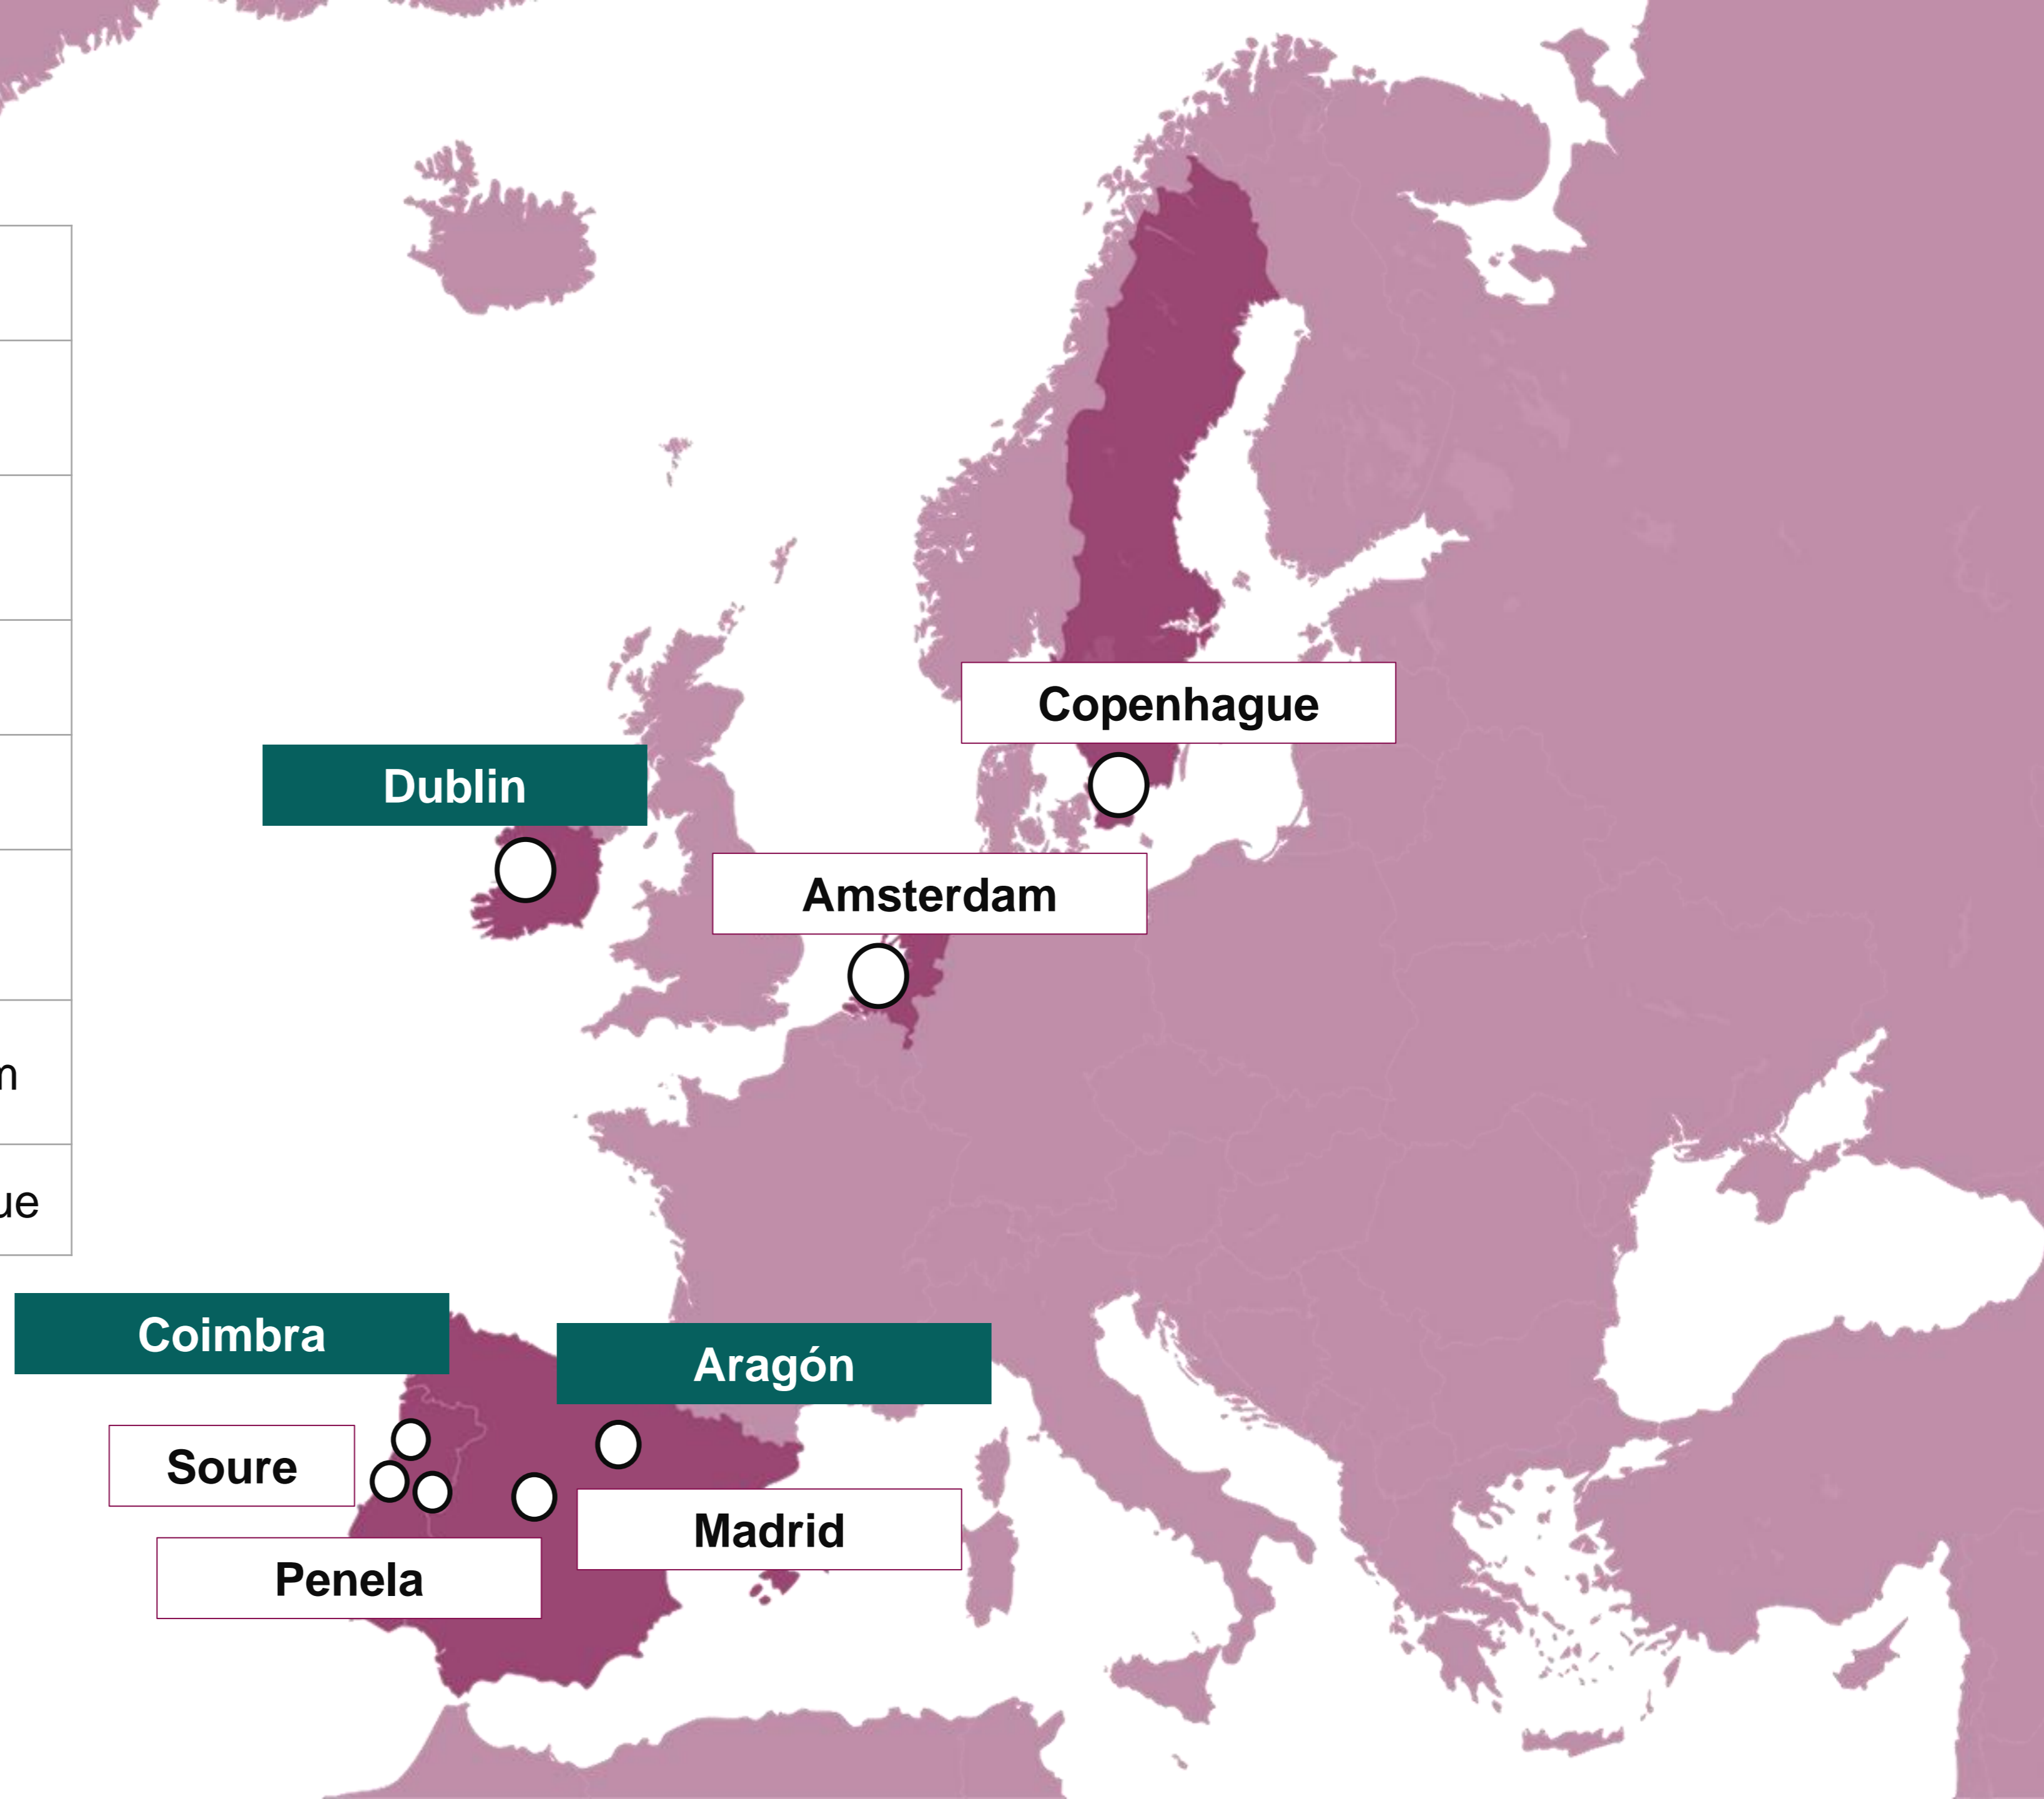 Copenhague
Dublin
Amsterdam
Coimbra
Aragón
Soure
Madrid
Penela